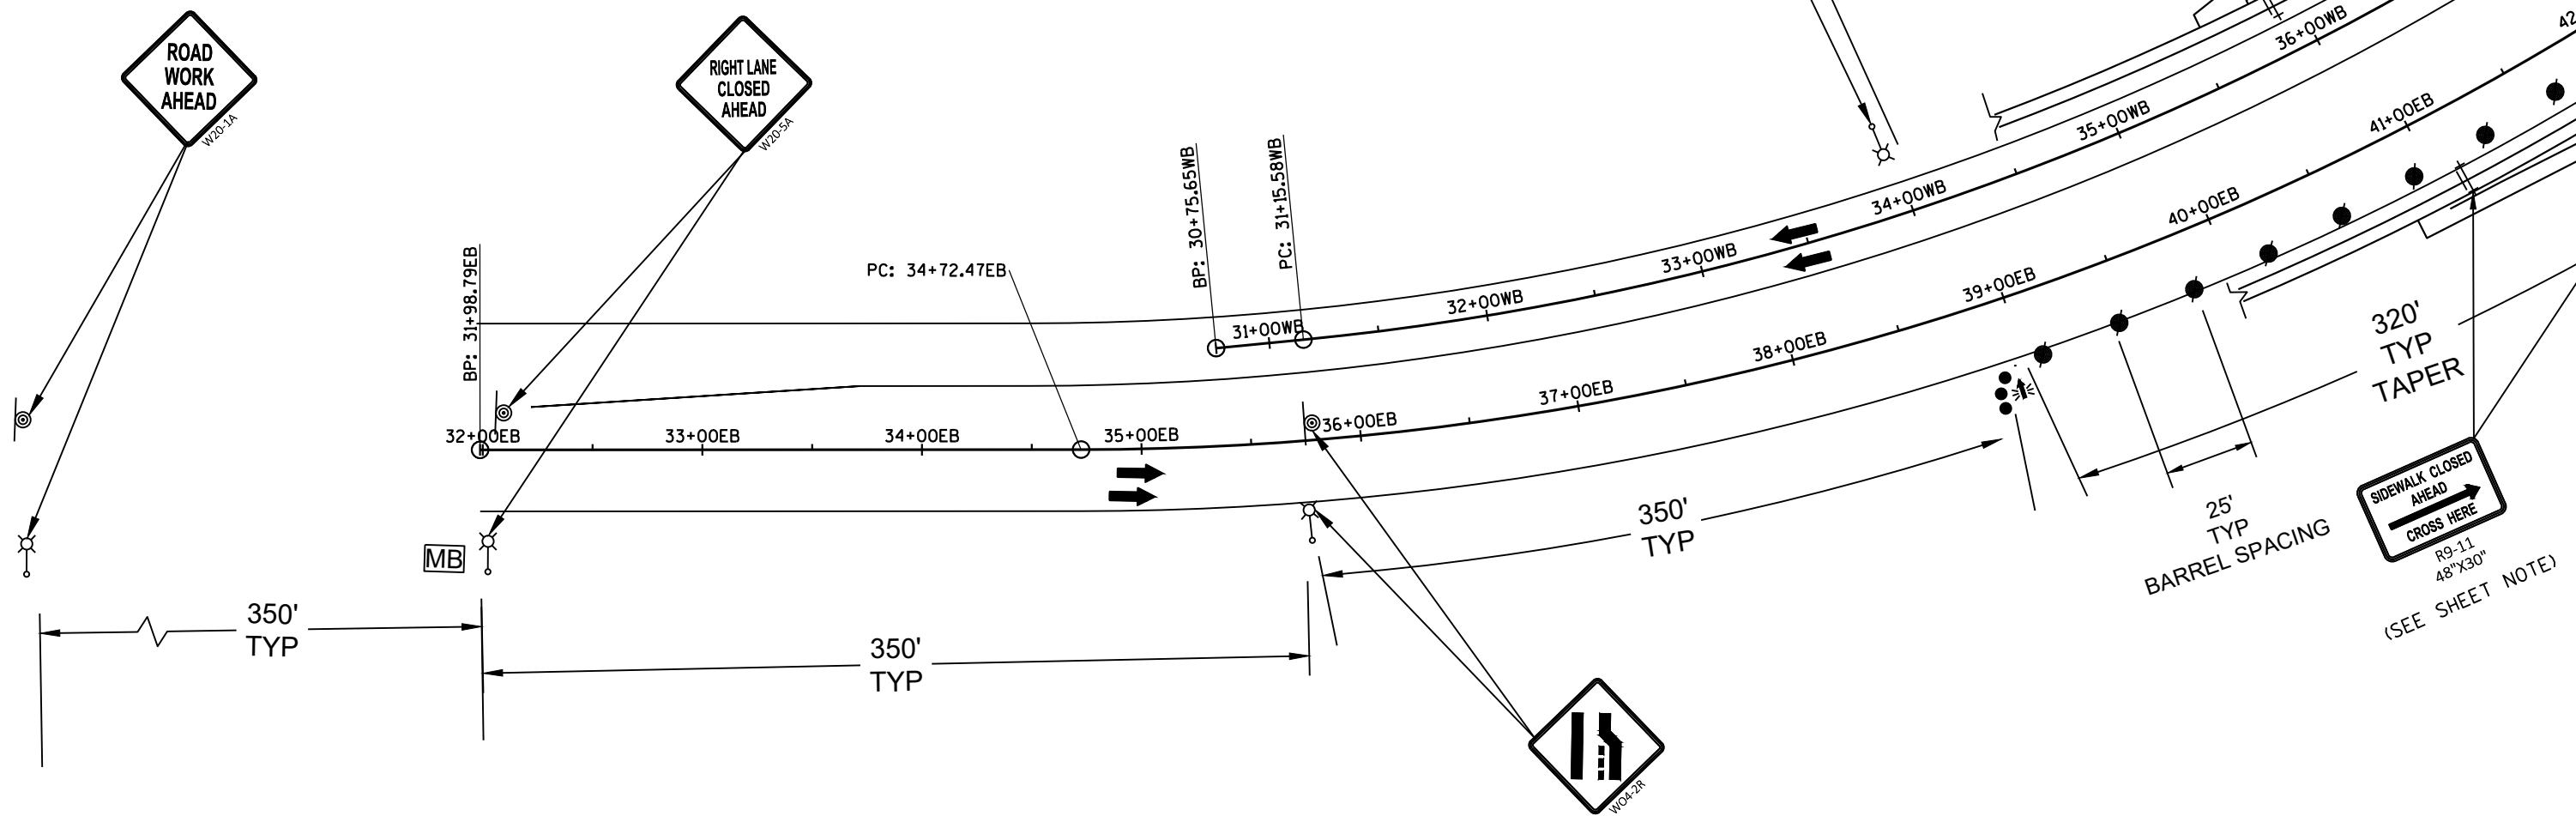 ROAD
WORK
AHEAD
W20-1A
RIGHT LANE
CLOSED
AHEAD
W20-5A
BP: 31+98.79EB
PC: 34+72.47EB
BP: 30+75.65WB
PC: 31+15.58WB
31+00WB
32+00WB
33+00WB
34+00WB
35+00WB
36+00WB
32+00EB
33+00EB
34+00EB
35+00EB
36+00EB
37+00EB
38+00EB
39+00EB
40+00EB
41+00EB
42
MB
350'
TYP
350'
TYP
350'
TYP
25'
TYP
BARREL SPACING
320'
TYP
TAPER
SIDEWALK CLOSED
AHEAD
CROSS HERE
R9-11
48"X30"
(SEE SHEET NOTE)
W04-2R